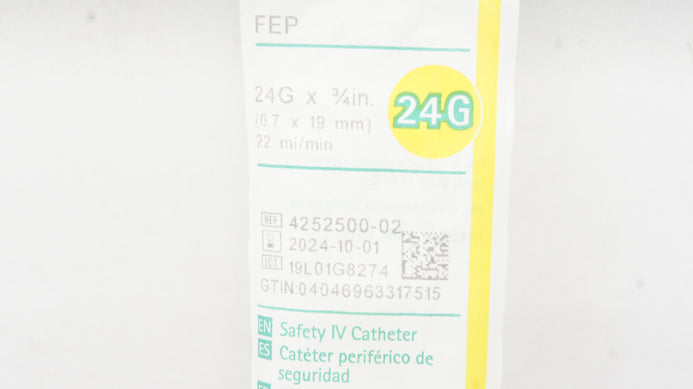 FEP
24G x ¾in.
(0,7 x 19 mm)
22 ml/min
24G
REF 4252500-02
2024-10-01
LOT 19L01G8274
GTIN:04046963317515
EN Safety IV Catheter
ES Catéter periférico de
seguridad